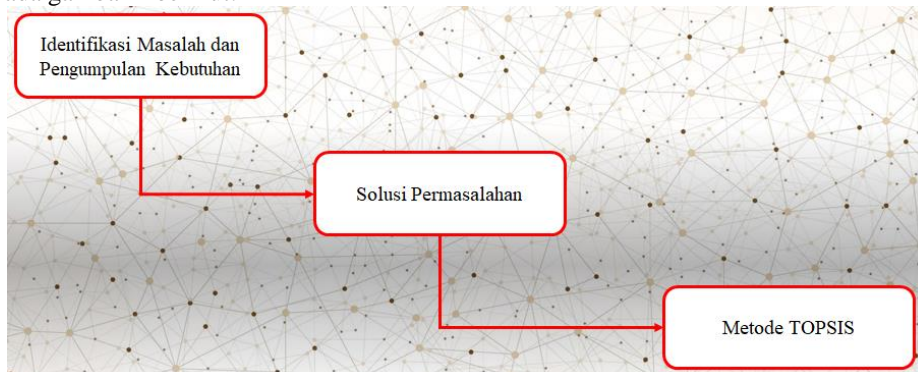 Identifikasi Masalah dan
Pengumpulan Kebutuhan
Solusi Permasalahan
Metode TOPSIS